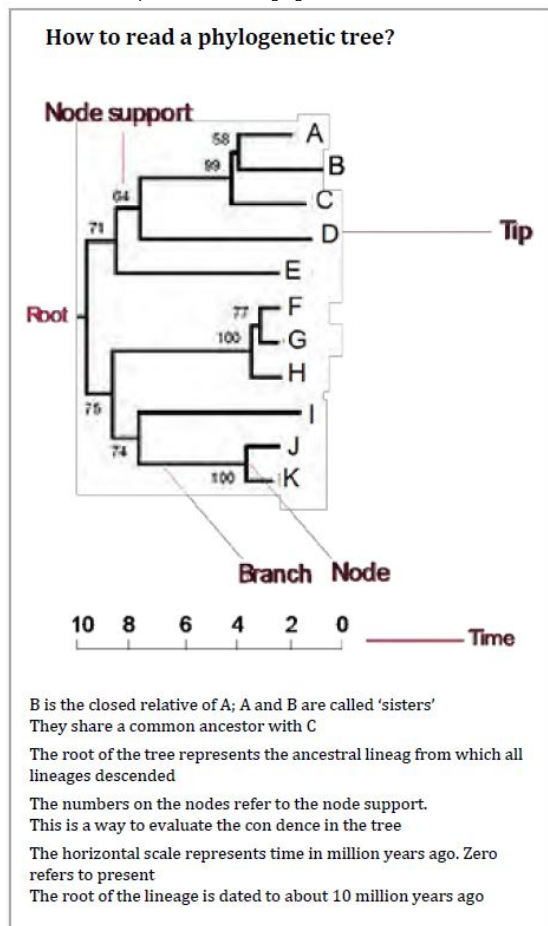 How to read a phylogenetic tree?
Node support
58
A
99
B
64
C
71
D
Tip
E
Root
77
F
100
G
H
75
I
74
J
100
K
Branch
Node
10 8 6 4 2 0
Time
B is the closed relative of A; A and B are called ‘sisters’
They share a common ancestor with C
The root of the tree represents the ancestral lineag from which all
lineages descended
The numbers on the nodes refer to the node support.
This is a way to evaluate the con dence in the tree
The horizontal scale represents time in million years ago. Zero
refers to present
The root of the lineage is dated to about 10 million years ago